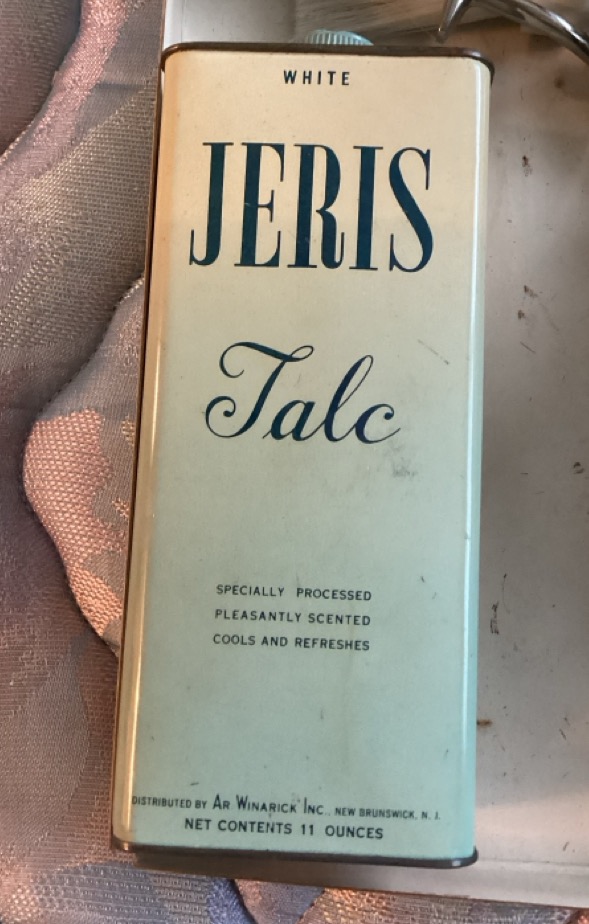 WHITE
JERIS
Talc
SPECIALLY PROCESSED
PLEASANTLY SCENTED
COOLS AND REFRESHES
DISTRIBUTED BY AR WINARICK INC., NEW BRUNSWICK, N. J.
NET CONTENTS 11 OUNCES